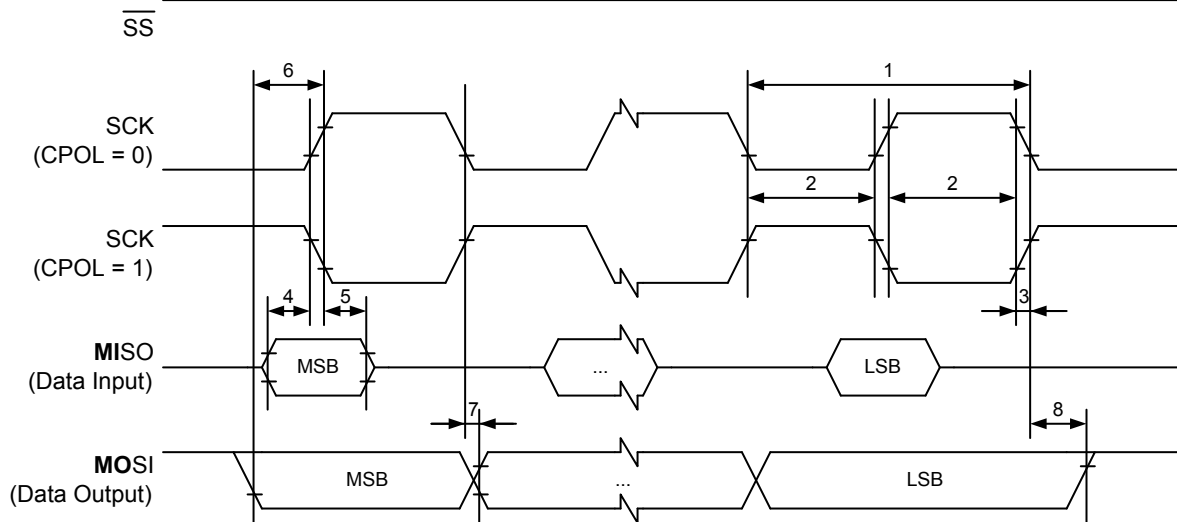 SS
6
1
SCK
(CPOL = 0)
2
2
SCK
(CPOL = 1)
4
5
3
MISO
(Data Input)
MSB
...
LSB
7
8
MOSI
(Data Output)
MSB
...
LSB